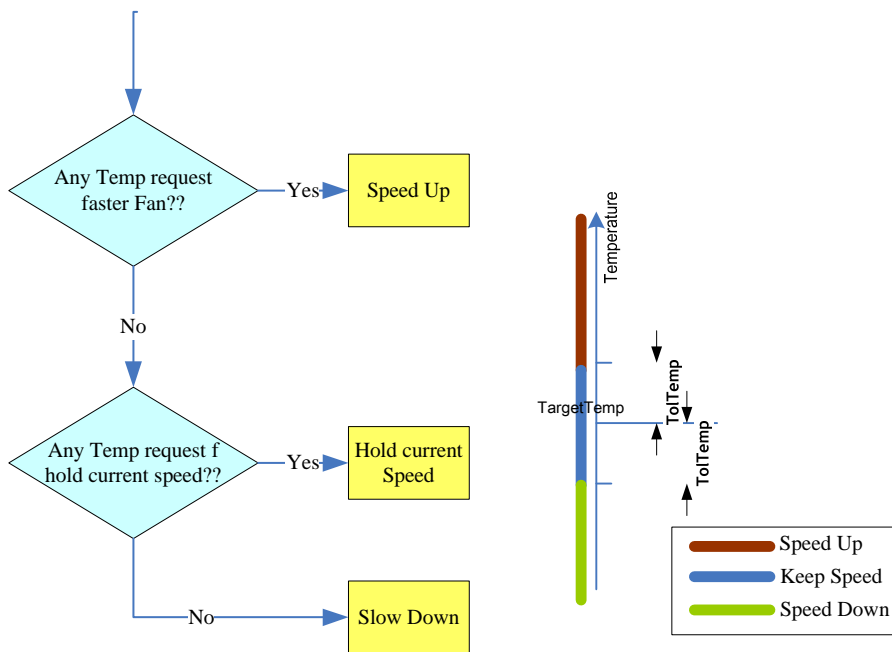 Any Temp request
faster Fan??
Yes
Speed Up
No
Any Temp request f
hold current speed??
Yes
Hold current
Speed
No
Slow Down
Temperature
TargetTemp
TolTemp
TolTemp
Speed Up
Keep Speed
Speed Down